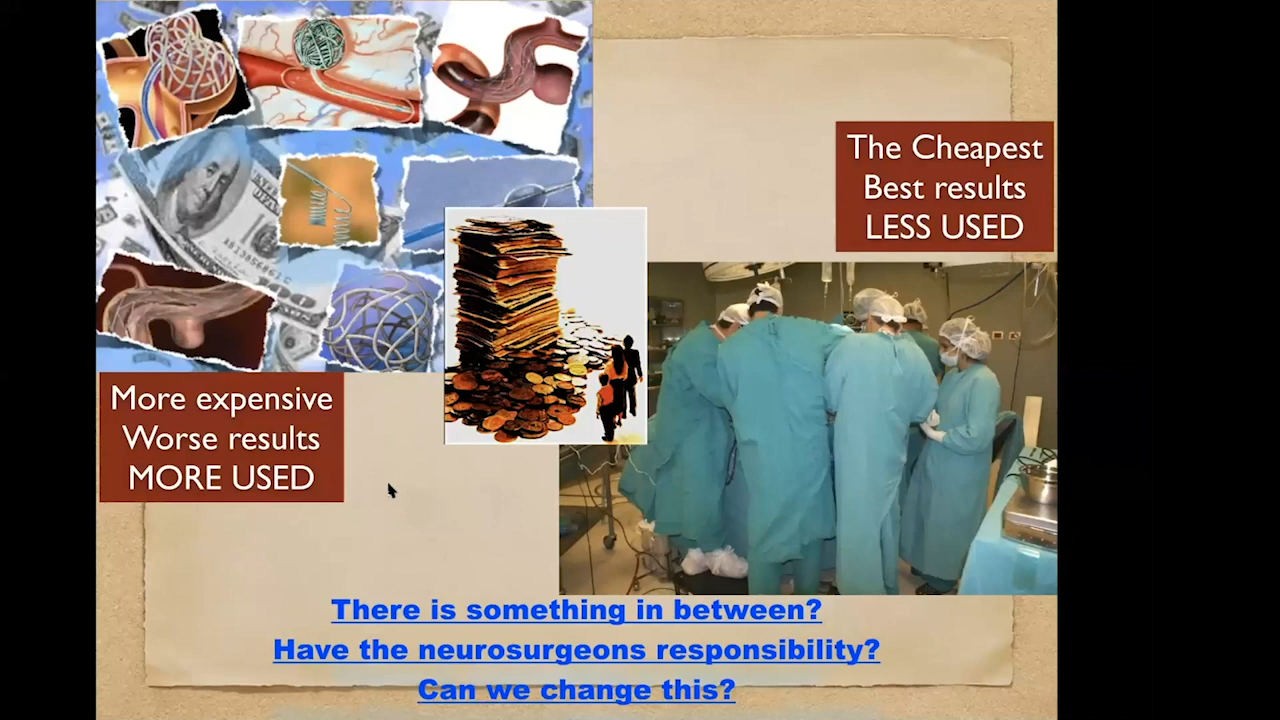 More expensive
Worse results
MORE USED
The Cheapest
Best results
LESS USED
There is something in between?
Have the neurosurgeons responsibility?
Can we change this?